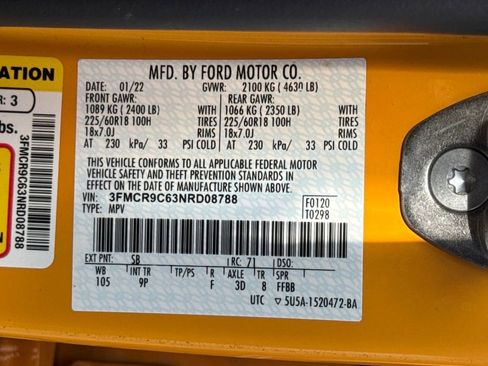 MFD. BY FORD MOTOR CO.
DATE: 01/22 GVWR: 2100 KG ( 4630 LB)
FRONT GAWR: REAR GAWR:
1089 KG ( 2400 LB) WITH 1066 KG ( 2350 LB) WITH
225/60R18 100H TIRES 225/60R18 100H TIRES
18x7.0J RIMS 18x7.0J RIMS
AT 230 kPa/ 33 PSI COLD AT 230 kPa/ 33 PSI COLD
THIS VEHICLE CONFORMS TO ALL APPLICABLE FEDERAL MOTOR
VEHICLE SAFETY AND THEFT PREVENTION STANDARDS IN
EFFECT ON THE DATE OF MANUFACTURE SHOWN ABOVE.
VIN: 3FMCR9C63NRD08788 F0120
TYPE: MPV T0298
EXT PNT: SB RC: 71 DSO:
WB INT TR TP/PS R AXLE TR SPR
105 9P F 3D 8 FFBB
UTC ▽ 5U5A-1520472-BA
ATION
R: 3
bs.
3FMCR9C63NRD08788